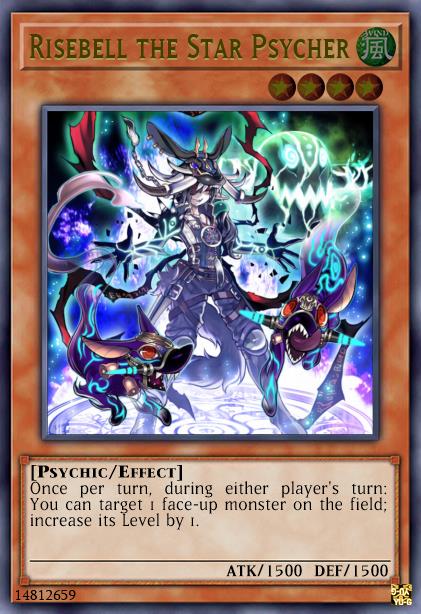 Risebell the Star Psycher
WIND
風
[Psychic/Effect]
Once per turn, during either player's turn:
You can target 1 face-up monster on the field;
increase its Level by 1.
ATK/1500 DEF/1500
14812659